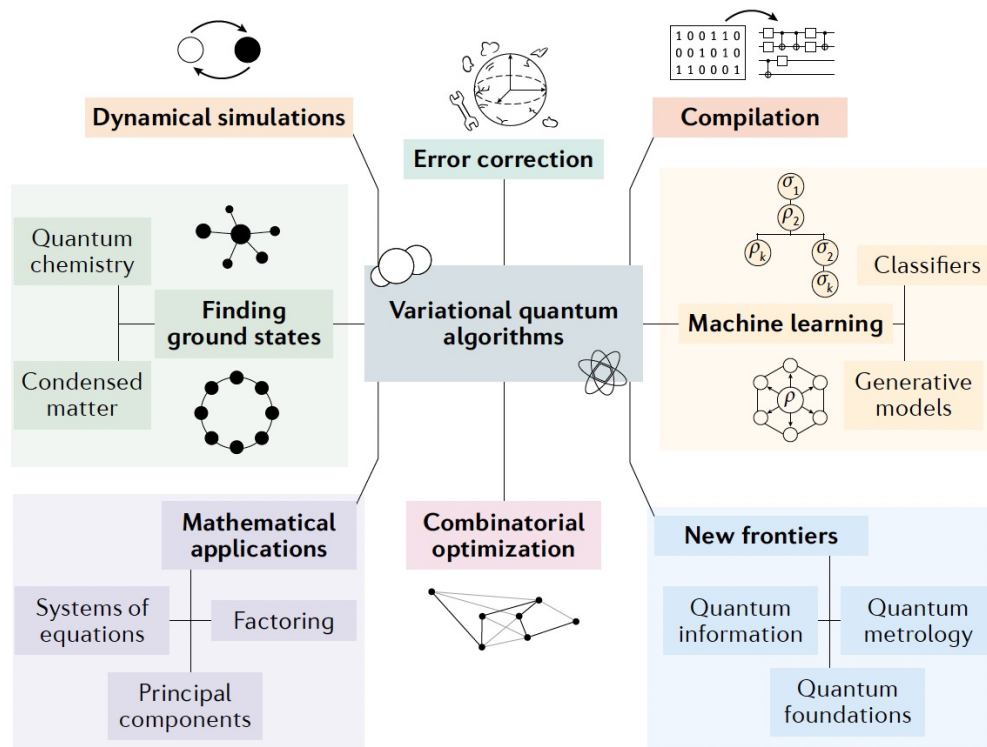 1 0 0 1 1 0
0 0 1 0 1 0
1 1 0 0 0 1
Dynamical simulations
Error correction
Compilation
Quantum
chemistry
Finding
ground states
Condensed
matter
Variational quantum
algorithms
σ1
ρ2
ρk
σ2
σk
Classifiers
Machine learning
ρ
Generative
models
Mathematical
applications
Systems of
equations
Factoring
Principal
components
Combinatorial
optimization
New frontiers
Quantum
information
Quantum
metrology
Quantum
foundations